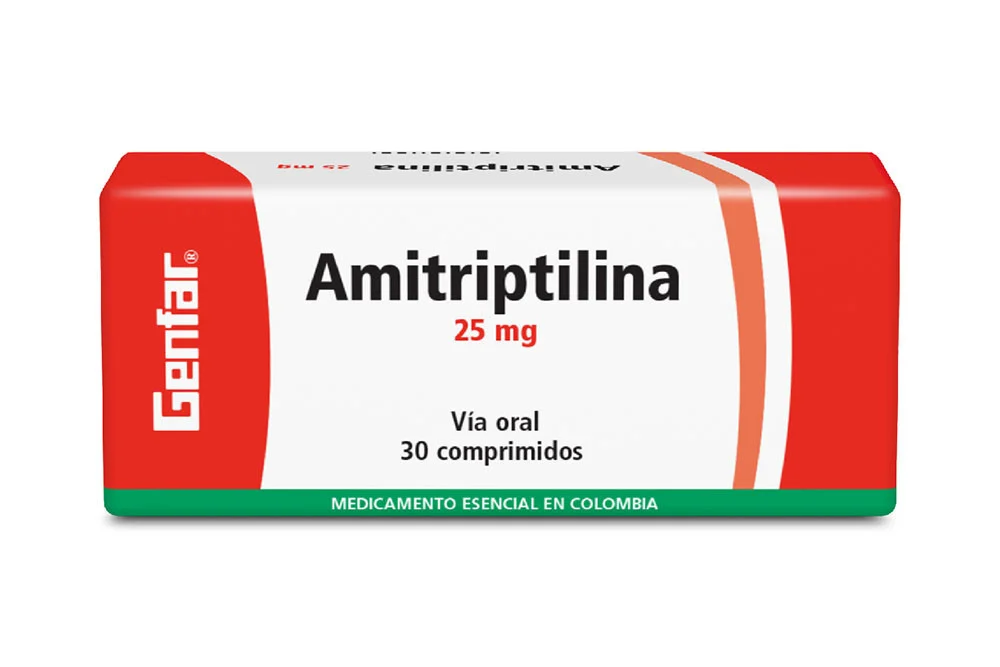 Amitriptilina 25 mg
Genfar®
Amitriptilina
25 mg
Vía oral
30 comprimidos
MEDICAMENTO ESENCIAL EN COLOMBIA